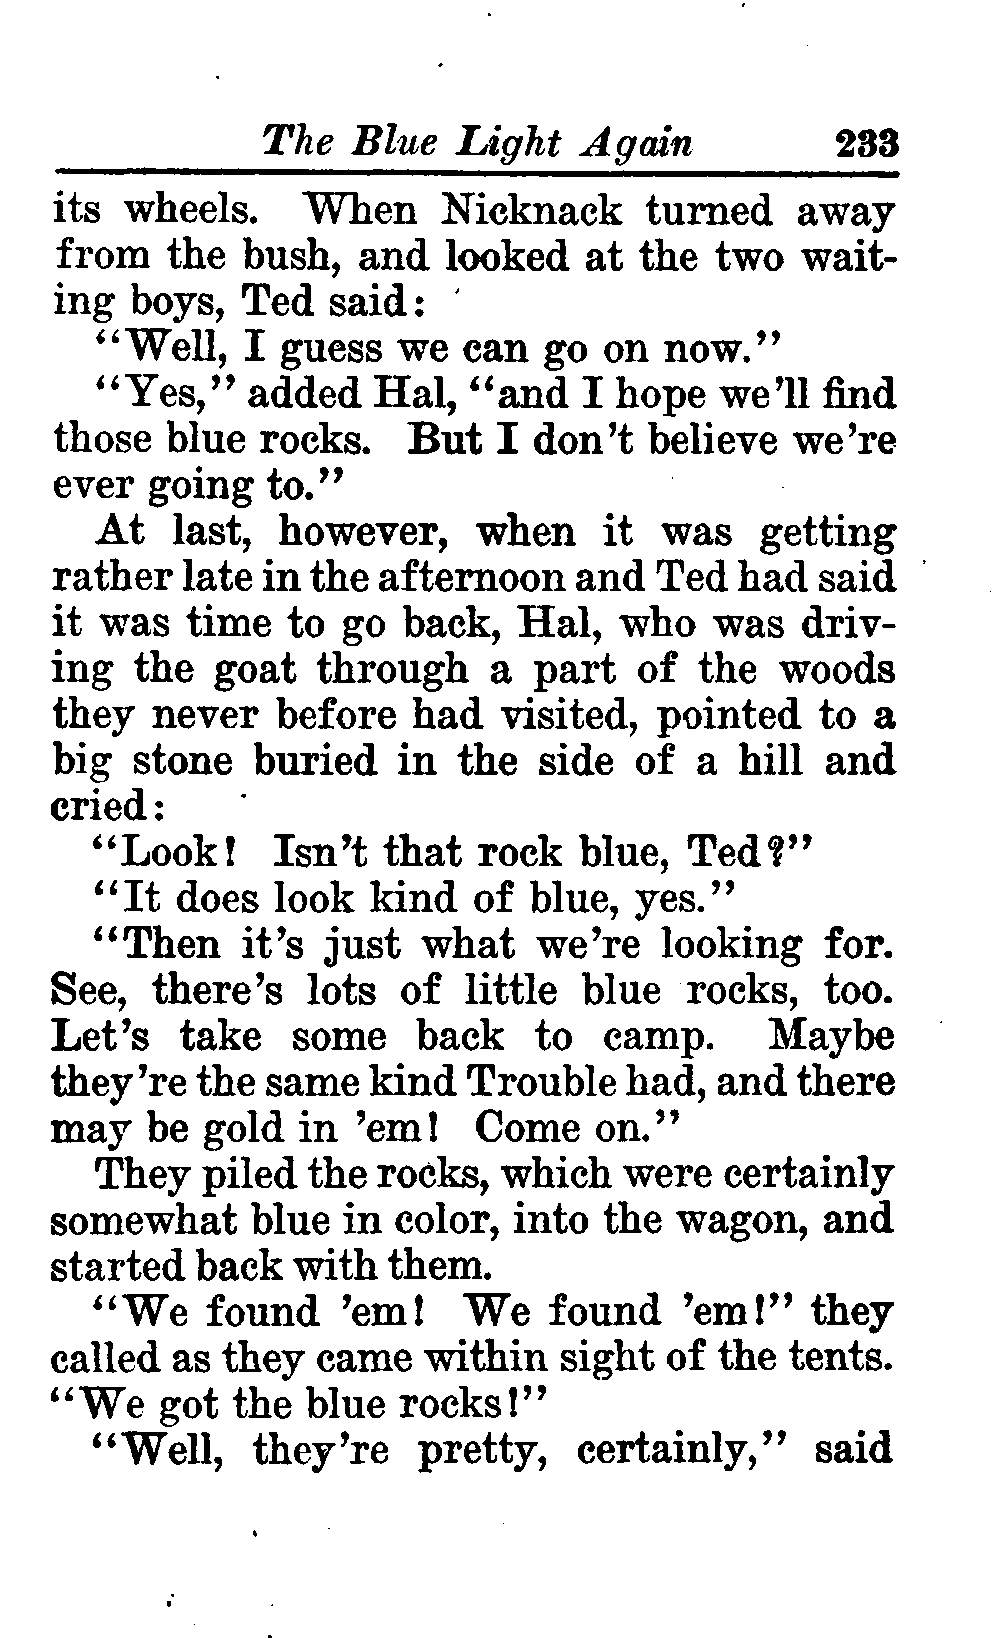 The Blue Light Again 233
its wheels. When Nicknack turned away
from the bush, and looked at the two wait-
ing boys, Ted said:
“Well, I guess we can go on now.”
“Yes,” added Hal, “and I hope we’ll find
those blue rocks. But I don’t believe we’re
ever going to.”
At last, however, when it was getting
rather late in the afternoon and Ted had said
it was time to go back, Hal, who was driv-
ing the goat through a part of the woods
they never before had visited, pointed to a
big stone buried in the side of a hill and
cried:
“Look! Isn’t that rock blue, Ted?”
“It does look kind of blue, yes.”
“Then it’s just what we’re looking for.
See, there’s lots of little blue rocks, too.
Let’s take some back to camp. Maybe
they’re the same kind Trouble had, and there
may be gold in ’em! Come on.”
They piled the rocks, which were certainly
somewhat blue in color, into the wagon, and
started back with them.
“We found ’em! We found ’em!” they
called as they came within sight of the tents.
“We got the blue rocks!”
“Well, they’re pretty, certainly,” said